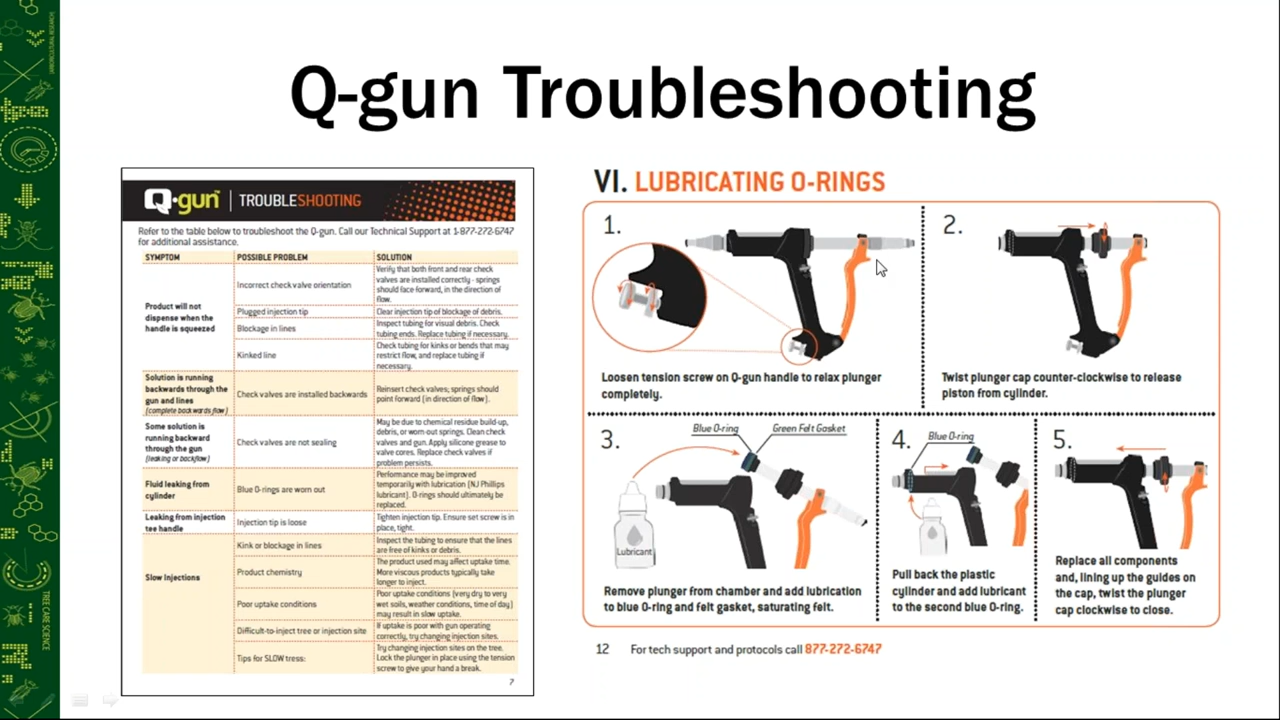 Q-gun Troubleshooting
Q-gun™ | TROUBLESHOOTING
Refer to the table below to troubleshoot the Q-gun. Call our Technical Support at 1-877-272-6747
for additional assistance.
SYMPTOM POSSIBLE PROBLEM SOLUTION
Product will not
dispense when the
handle is squeezed
Incorrect check valve orientation
Verify that both front and rear check
valves are installed correctly - springs
should face forward, in the direction of
flow.
Plugged injection tip
Clear injection tip of blockage of debris.
Blockage in lines
Inspect tubing for visual debris. Check
tubing ends. Replace tubing if necessary.
Kinked line
Check tubing for kinks or bends that may
restrict flow, and replace tubing if
necessary.
Solution is running
backwards through the
gun and lines
(complete backwards flow)
Check valves are installed backwards
Reinsert check valves; springs should
point forward (in direction of flow).
Some solution is
running backward
through the gun
(leaking or backflow)
Check valves are not sealing
May be due to chemical residue build-up,
debris, or worn-out springs. Clean check
valves and gun. Apply silicone grease to
valve cores. Replace check valves if
problem persists.
Fluid leaking from
cylinder
Blue O-rings are worn out
Performance may be improved
temporarily with lubrication (NJ Phillips
lubricant). O-rings should ultimately be
replaced.
Leaking from injection
tee handle
Injection tip is loose
Tighten injection tip. Ensure set screw is in
place, tight.
Slow Injections
Kink or blockage in lines
Inspect the tubing to ensure that the lines
are free of kinks or debris.
Product chemistry
The product used may affect uptake time.
More viscous products typically take
longer to inject.
Poor uptake conditions
Poor uptake conditions (very dry to very
wet soils, weather conditions, time of day)
may result in slow uptake.
Difficult-to-inject tree or injection site
If uptake is poor with gun operating
correctly, try changing injection sites.
Tips for SLOW tress:
Try changing injection sites on the tree.
Lock the plunger in place using the tension
screw to give your hand a break.
7
VI. LUBRICATING O-RINGS
1.
Loosen tension screw on Q-gun handle to relax plunger
completely.
2.
Twist plunger cap counter-clockwise to release
piston from cylinder.
3.
Blue O-ring
Green Felt Gasket
Lubricant
Remove plunger from chamber and add lubrication
to blue O-ring and felt gasket, saturating felt.
4.
Blue O-ring
Pull back the plastic
cylinder and add lubricant
to the second blue O-ring.
5.
Replace all components
and, lining up the guides on
the cap, twist the plunger
cap clockwise to close.
12 For tech support and protocols call 877-272-6747
TREE CARE SCIENCE